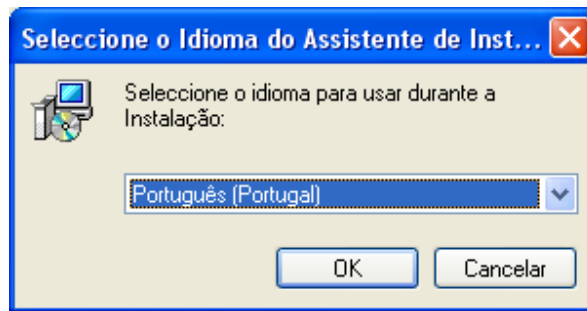 Seleccione o Idioma do Assistente de Inst...
Seleccione o idioma para usar durante a
Instalação:
Português (Portugal)
OK
Cancelar